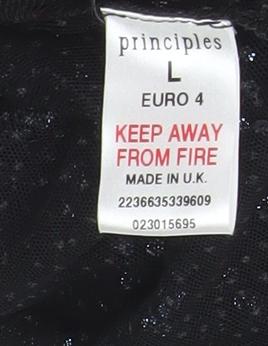 principles
L
EURO 4
KEEP AWAY
FROM FIRE
MADE IN U.K.
2236635339609
023015695